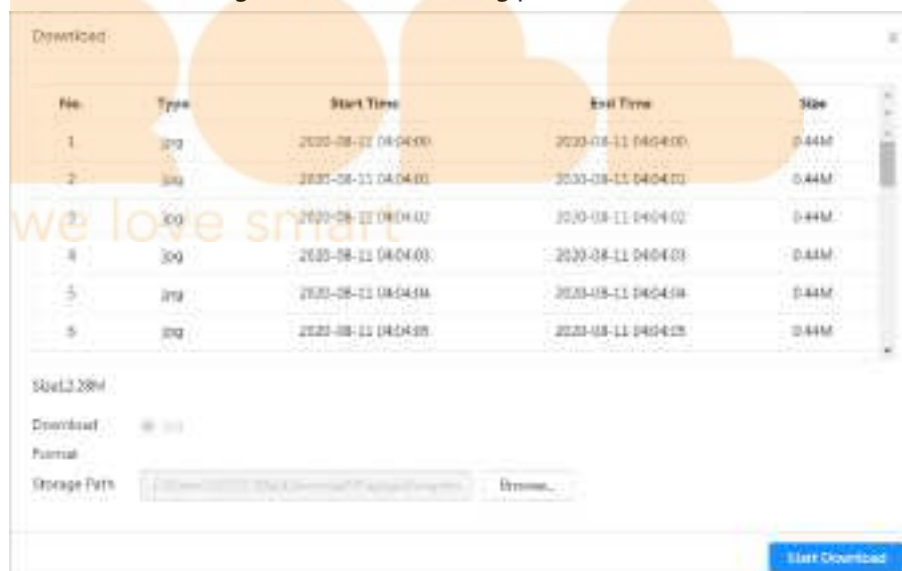 Download
No. Type Start Time End Time Size
1 jpg 2020-08-11 04:04:00 2020-08-11 04:04:00 0.44M
2 jpg 2020-08-11 04:04:01 2020-08-11 04:04:01 0.44M
3 jpg 2020-08-11 04:04:02 2020-08-11 04:04:02 0.44M
4 jpg 2020-08-11 04:04:03 2020-08-11 04:04:03 0.44M
5 jpg 2020-08-11 04:04:04 2020-08-11 04:04:04 0.44M
6 jpg 2020-08-11 04:04:05 2020-08-11 04:04:05 0.44M
we love smart
Download
Format
Storage Path Browse...
Start Download